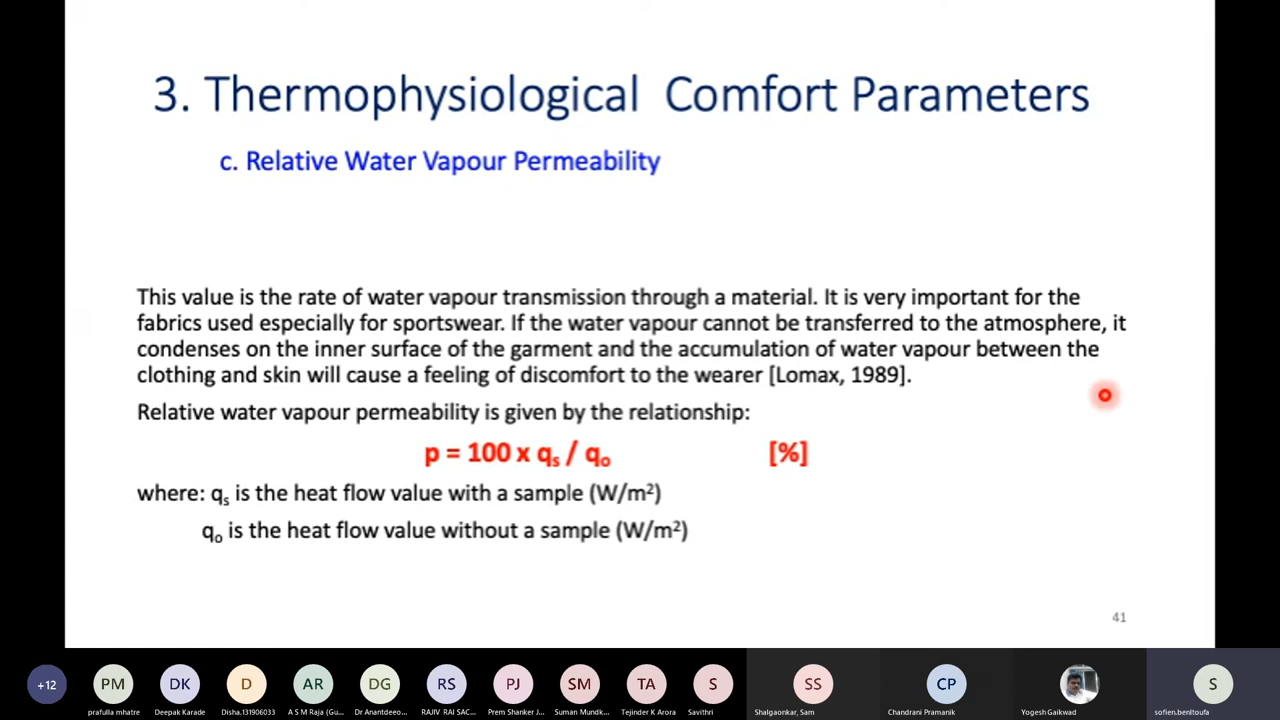 3. Thermophysiological Comfort Parameters
c. Relative Water Vapour Permeability
This value is the rate of water vapour transmission through a material. It is very important for the
fabrics used especially for sportswear. If the water vapour cannot be transferred to the atmosphere, it
condenses on the inner surface of the garment and the accumulation of water vapour between the
clothing and skin will cause a feeling of discomfort to the wearer [Lomax, 1989].
Relative water vapour permeability is given by the relationship:
p = 100 x qs / qo [%]
where: qs is the heat flow value with a sample (W/m²)
qo is the heat flow value without a sample (W/m²)
41
+12 PM DK D AR DG RS PJ SM TA S SS CP S
prafulla mhatre Deepak Karade Disha.131906033 A S M Raja (Gu... Dr Anantdeeo... RAJIV RAI SAC... Prem Shanker J... Suman Mundk... Tejinder K Arora Savithri Shalgaonkar, Sam Chandrani Pramanik Yogesh Gaikwad sofien.benltoufa